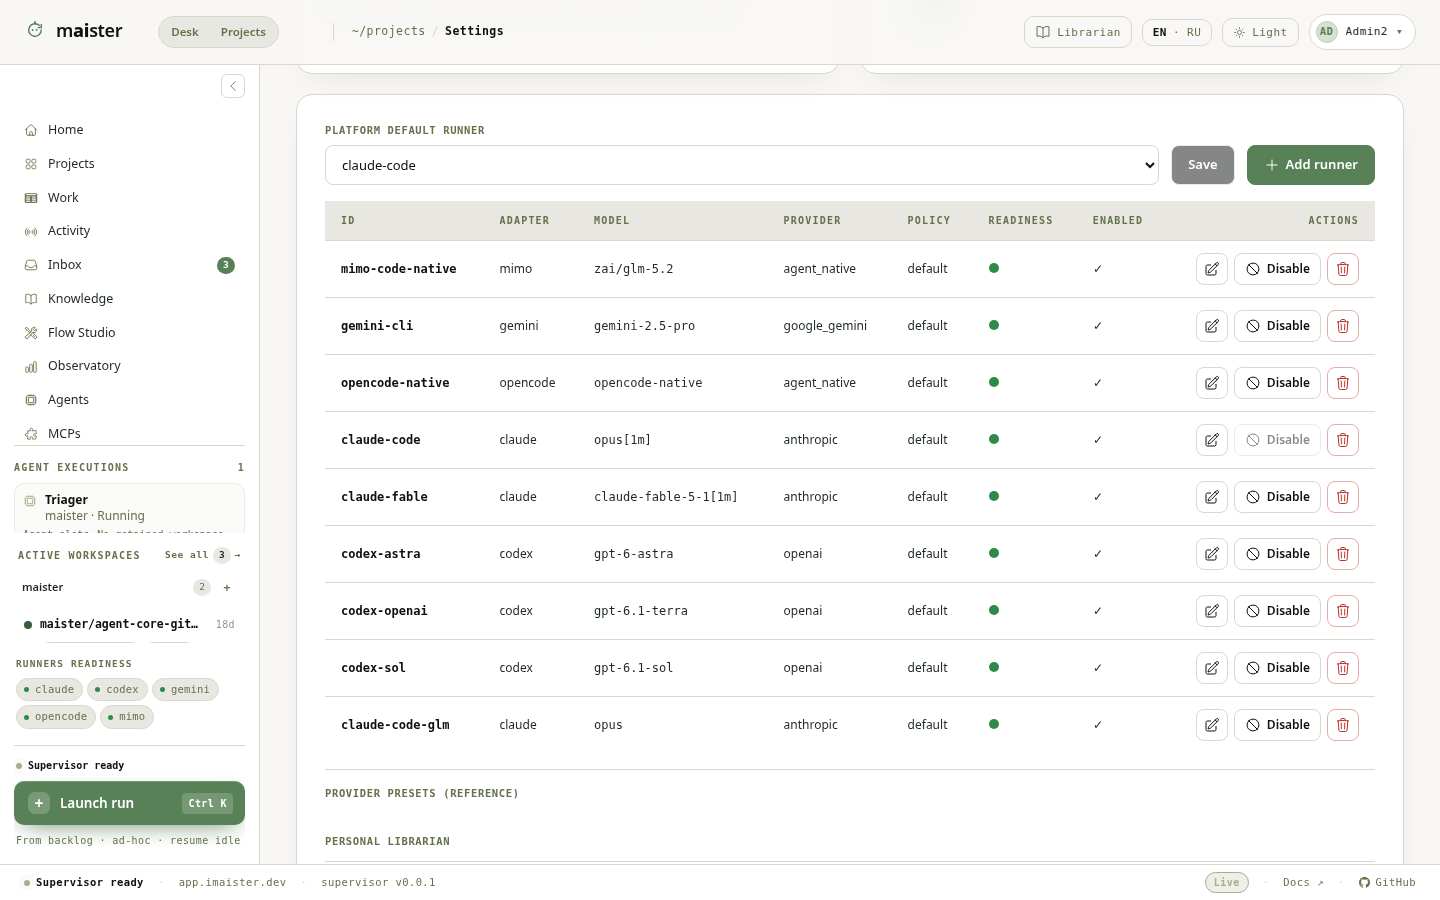 maister
Desk
Projects
~/projects / Settings
Librarian
EN · RU
Light
AD Admin2 ▾
Home
Projects
Work
Activity
Inbox 3
Knowledge
Flow Studio
Observatory
Agents
MCPs
AGENT EXECUTIONS 1
Triager
maister · Running
ACTIVE WORKSPACES See all 3 →
maister 2 +
maister/agent-core-git… 18d
RUNNERS READINESS
claude codex gemini
opencode mimo
Supervisor ready
+ Launch run Ctrl K
From backlog · ad-hoc · resume idle
PLATFORM DEFAULT RUNNER
claude-code
Save
+ Add runner
ID ADAPTER MODEL PROVIDER POLICY READINESS ENABLED ACTIONS
mimo-code-native mimo zai/glm-5.2 agent_native default ✓ Disable
gemini-cli gemini gemini-2.5-pro google_gemini default ✓ Disable
opencode-native opencode opencode-native agent_native default ✓ Disable
claude-code claude opus[1m] anthropic default ✓ Disable
claude-fable claude claude-fable-5-1[1m] anthropic default ✓ Disable
codex-astra codex gpt-6-astra openai default ✓ Disable
codex-openai codex gpt-6.1-terra openai default ✓ Disable
codex-sol codex gpt-6.1-sol openai default ✓ Disable
claude-code-glm claude opus anthropic default ✓ Disable
PROVIDER PRESETS (REFERENCE)
PERSONAL LIBRARIAN
Supervisor ready · app.imaister.dev · supervisor v0.0.1
Live · Docs ↗ · GitHub